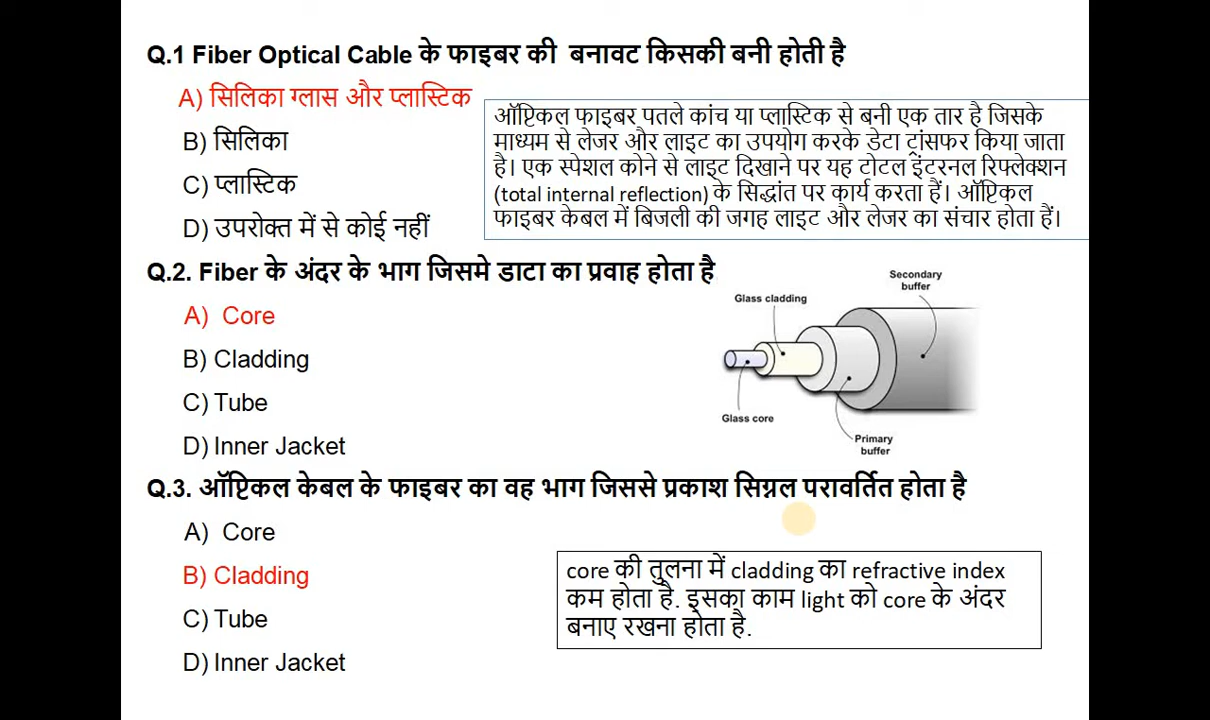 Q.1 Fiber Optical Cable के फाइबर की बनावट किसकी बनी होती है
A) सिलिका ग्लास और प्लास्टिक
B) सिलिका
C) प्लास्टिक
D) उपरोक्त में से कोई नहीं
ऑप्टिकल फाइबर पतले कांच या प्लास्टिक से बनी एक तार है जिसके
माध्यम से लेजर और लाइट का उपयोग करके डेटा ट्रांसफर किया जाता
है। एक स्पेशल कोने से लाइट दिखाने पर यह टोटल इंटरनल रिफ्लेक्शन
(total internal reflection) के सिद्धांत पर कार्य करता हैं। ऑप्टिकल
फाइबर केबल में बिजली की जगह लाइट और लेजर का संचार होता हैं।
Q.2. Fiber के अंदर के भाग जिसमे डाटा का प्रवाह होता है
A) Core
B) Cladding
C) Tube
D) Inner Jacket
Secondary
buffer
Glass cladding
Glass core
Primary
buffer
Q.3. ऑप्टिकल केबल के फाइबर का वह भाग जिससे प्रकाश सिग्नल परावर्तित होता है
A) Core
B) Cladding
C) Tube
D) Inner Jacket
core की तुलना में cladding का refractive index
कम होता है. इसका काम light को core के अंदर
बनाए रखना होता है.